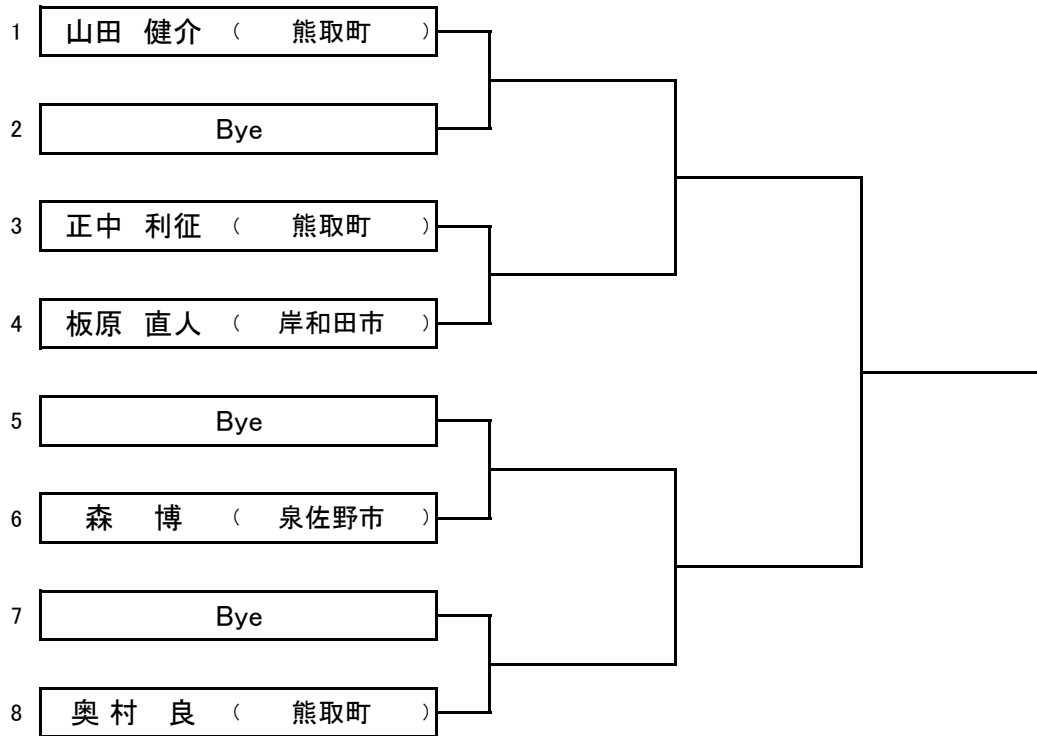 1 山田 健介 ( 熊取町 )
2 Bye
3 正中 利征 ( 熊取町 )
4 板原 直人 ( 岸和田市 )
5 Bye
6 森 博 ( 泉佐野市 )
7 Bye
8 奥村 良 ( 熊取町 )